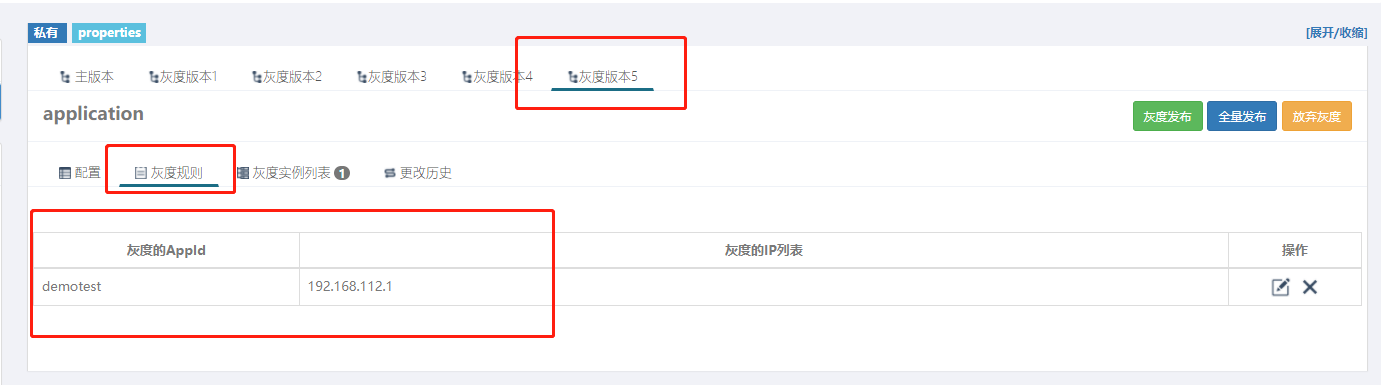 私有 properties [展开/收缩]
主版本 灰度版本1 灰度版本2 灰度版本3 灰度版本4 灰度版本5
application 灰度发布 全量发布 放弃灰度
配置 灰度规则 灰度实例列表 1 更改历史
灰度的AppId 灰度的IP列表 操作
demotest 192.168.112.1